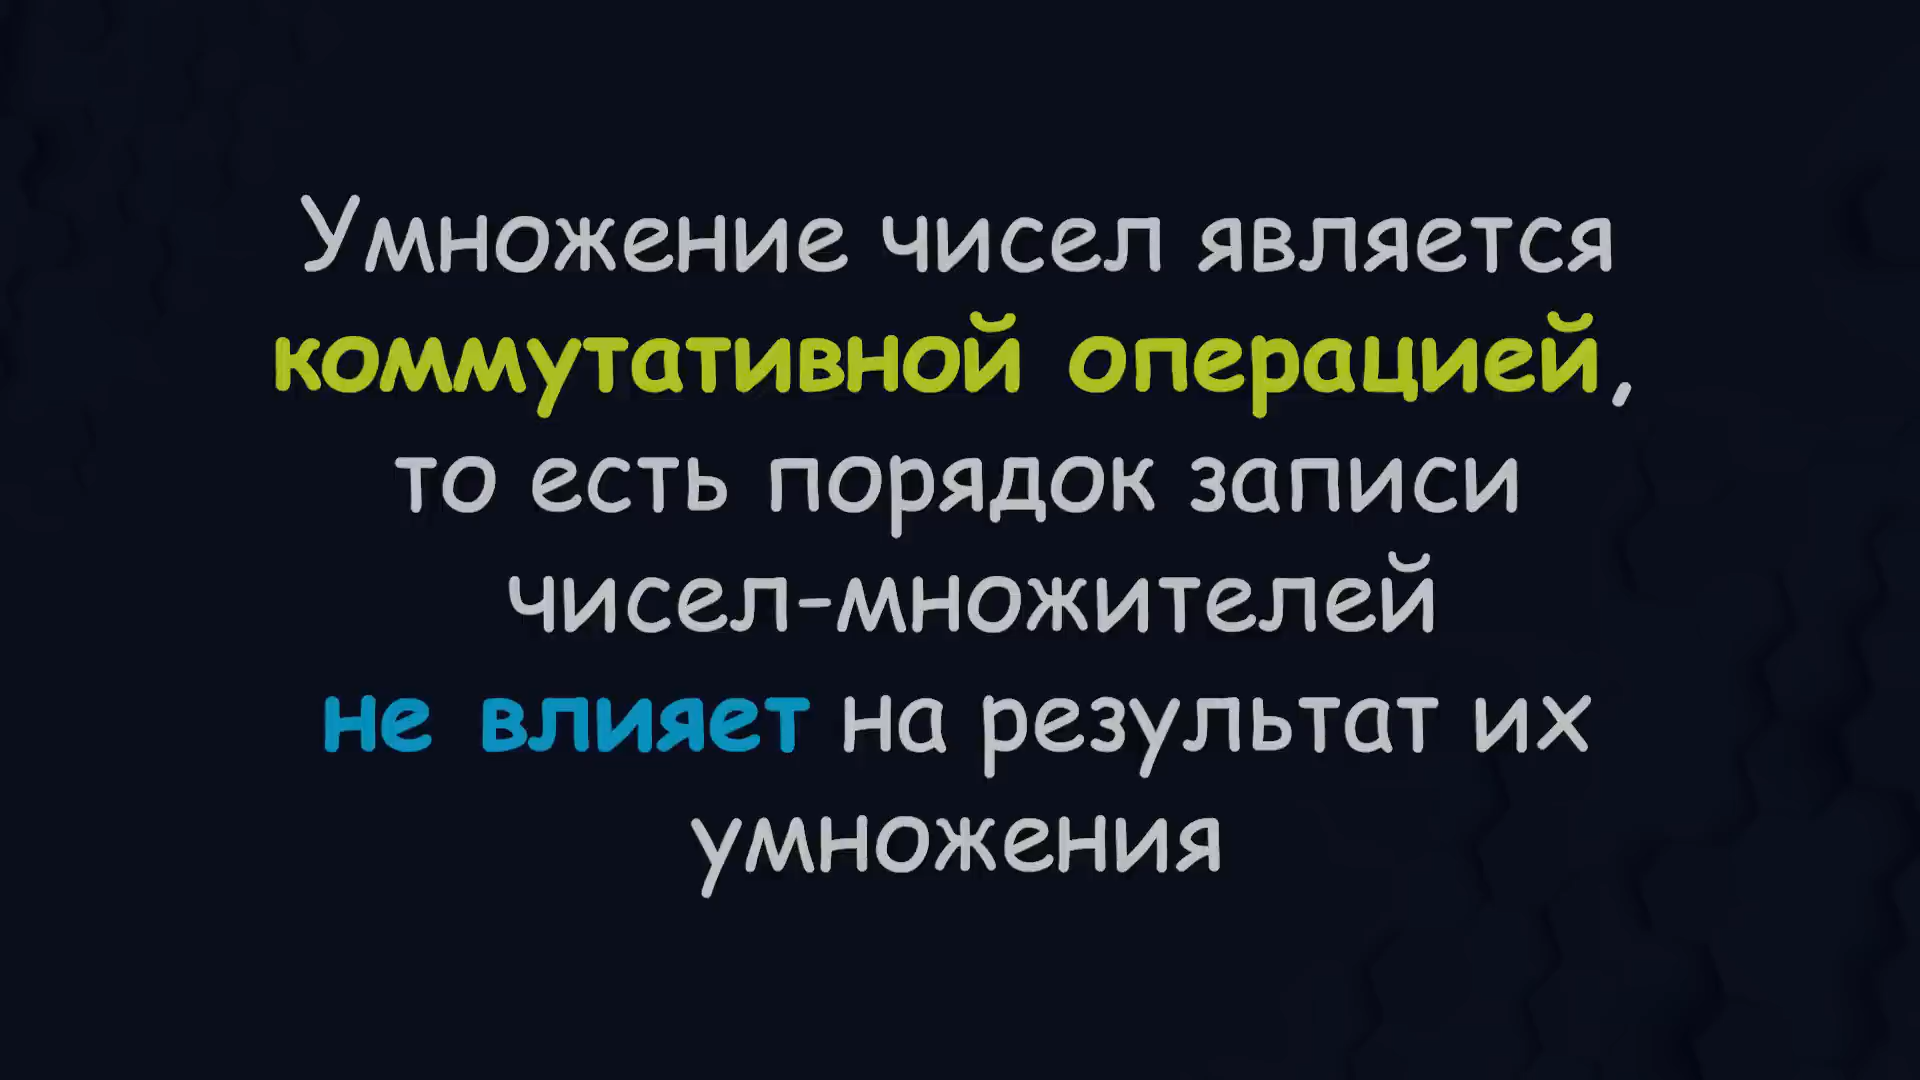 Умножение чисел является
коммутативной операцией,
то есть порядок записи
чисел-множителей
не влияет на результат их
умножения